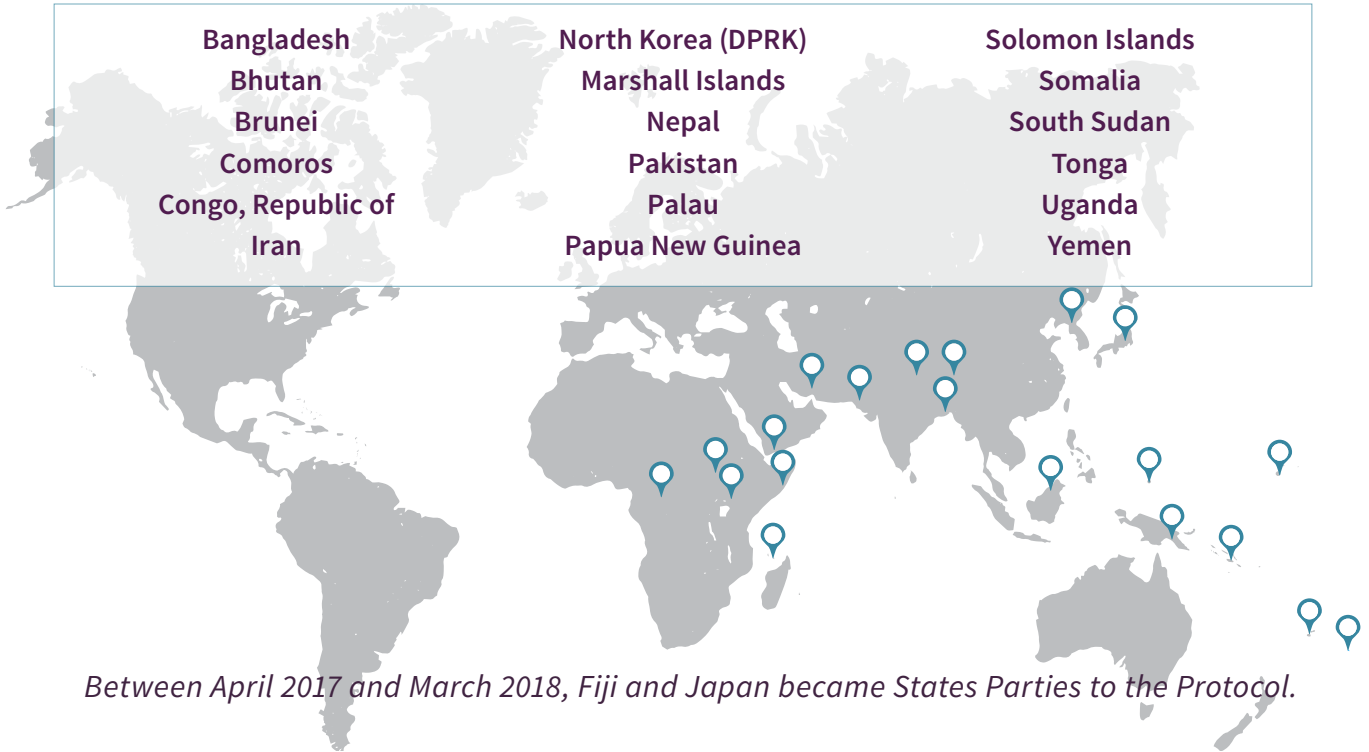 Bangladesh
Bhutan
Brunei
Comoros
Congo, Republic of
Iran
North Korea (DPRK)
Marshall Islands
Nepal
Pakistan
Palau
Papua New Guinea
Solomon Islands
Somalia
South Sudan
Tonga
Uganda
Yemen
Between April 2017 and March 2018, Fiji and Japan became States Parties to the Protocol.